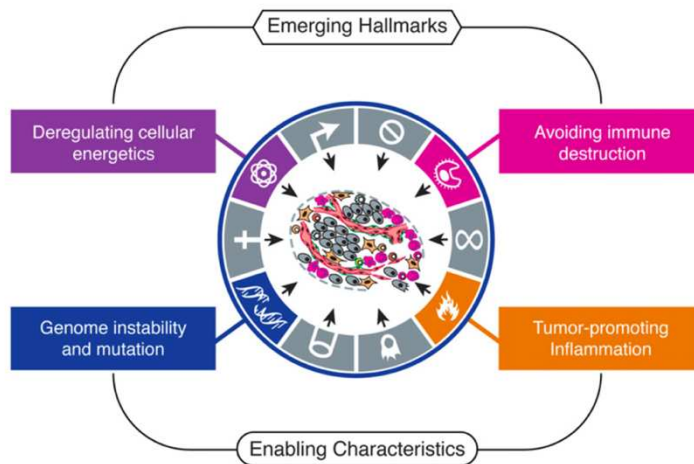 Emerging Hallmarks
Deregulating cellular
energetics
Avoiding immune
destruction
Genome instability
and mutation
Tumor-promoting
Inflammation
Enabling Characteristics